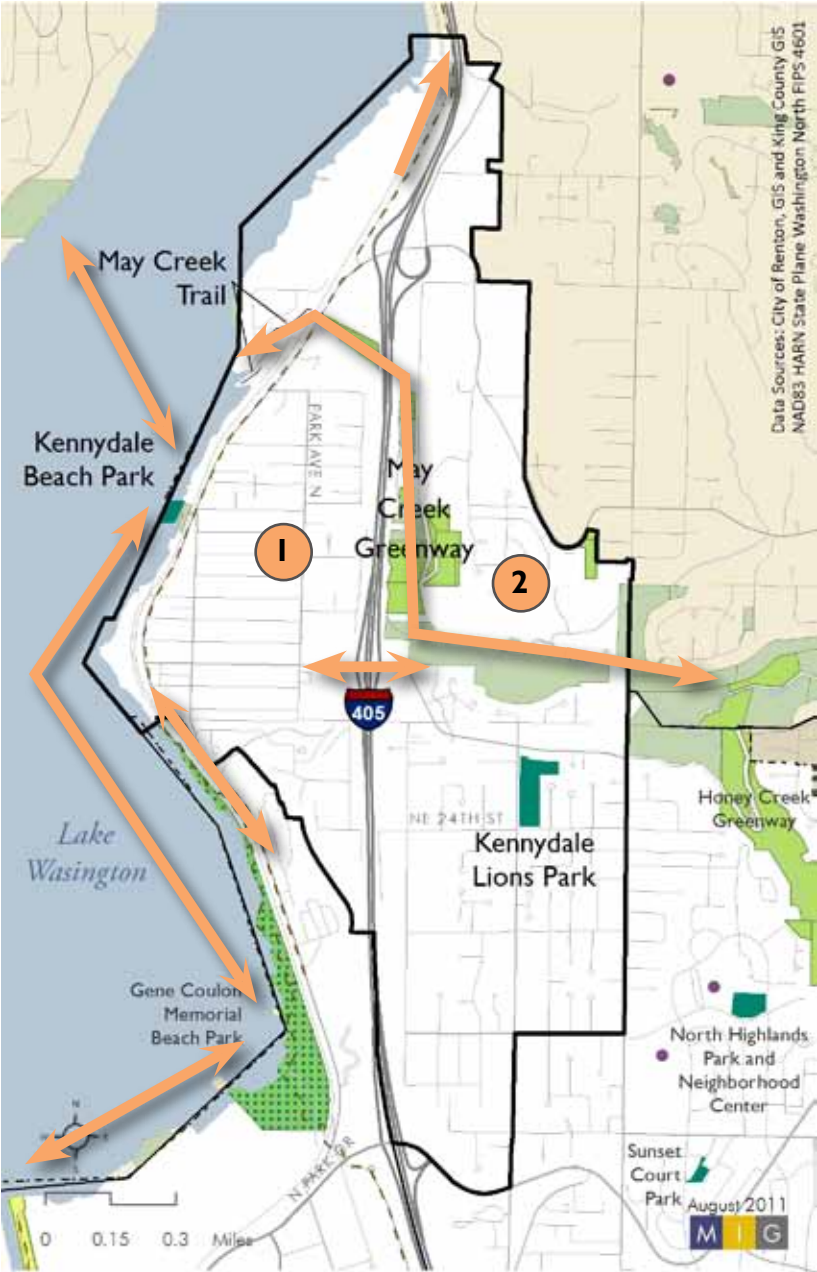 Data Sources: City of Renton, GIS and King County GIS
NAD83 HARN State Plane Washington North FIPS 4601
May Creek
Trail
Kennydale
Beach Park
PARK AVE N
May
Creek
Greenway
1
2
405
Honey Creek
Greenway
NE 24TH ST
Kennydale
Lions Park
Lake
Wasington
Gene Coulon
Memorial
Beach Park
North Highlands
Park and
Neighborhood
Center
N
W
E
S
N PARK DR
Sunset
Court
Park
August 2011
M I G
0 0.15 0.3 Miles